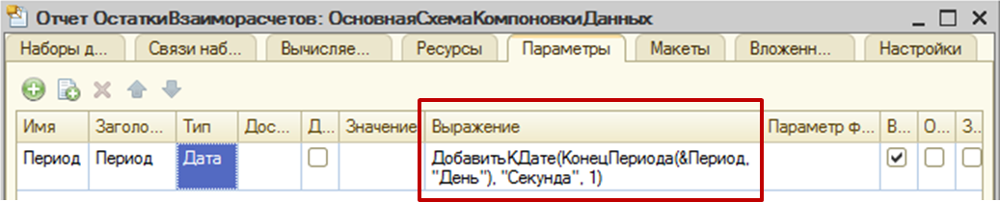 Отчет ОстаткиВзаиморасчетов: ОсновнаяСхемаКомпоновкиДанных
Наборы д... Связи наб... Вычисляе... Ресурсы Параметры Макеты Вложенн... Настройки
Имя Заголо... Тип Дос... Д... Значение Выражение Параметр ф... В... О... З...
Период Период Дата ДобавитьКДате(КонецПериода(&Период,
"День"), "Секунда", 1)